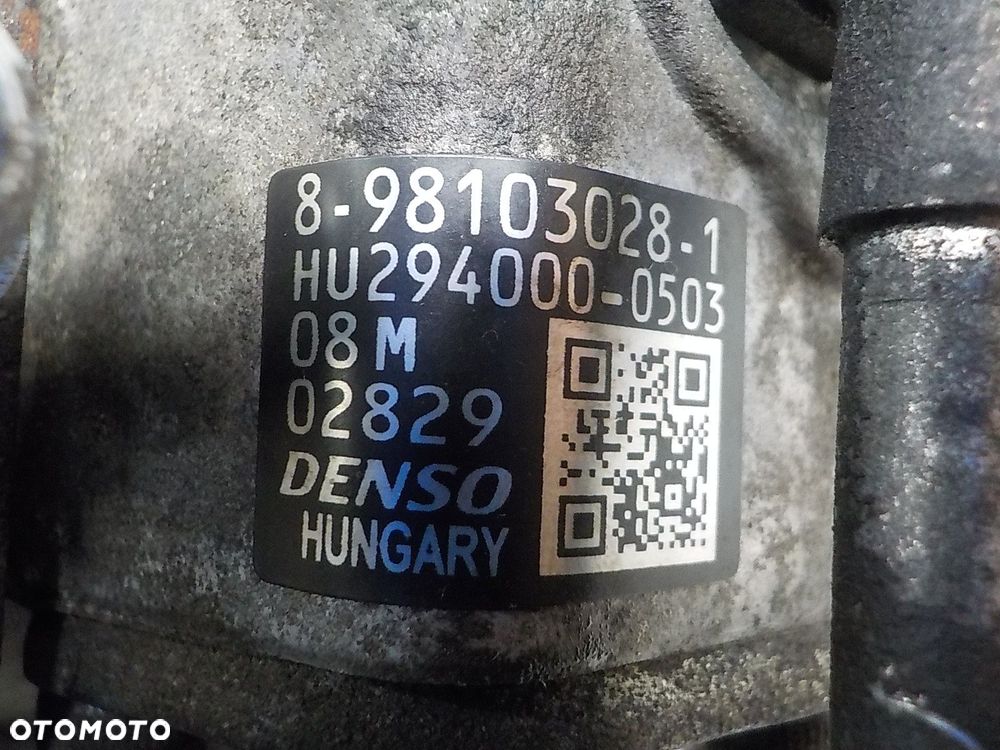 8-98103028-1
HU294000-0503
08M
02829
DENSO
HUNGARY
OTOMOTO